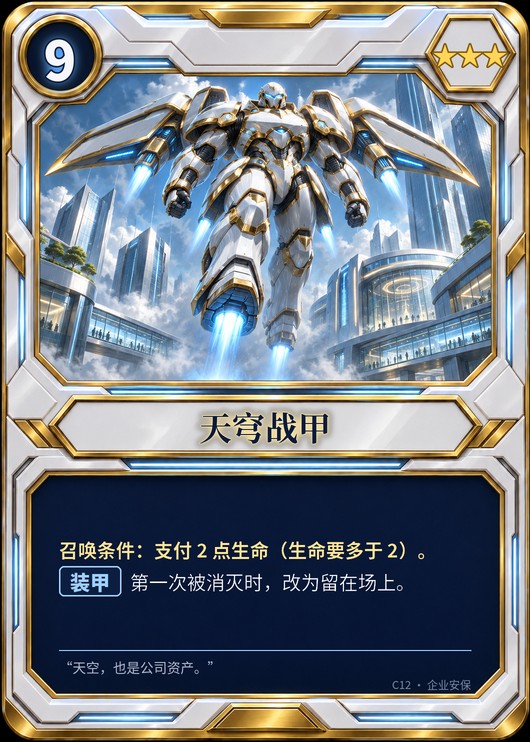 9
天穹战甲
召唤条件：支付 2 点生命（生命要多于 2）。
装甲 第一次被消灭时，改为留在场上。
“天空，也是公司资产。”
C12 · 企业安保